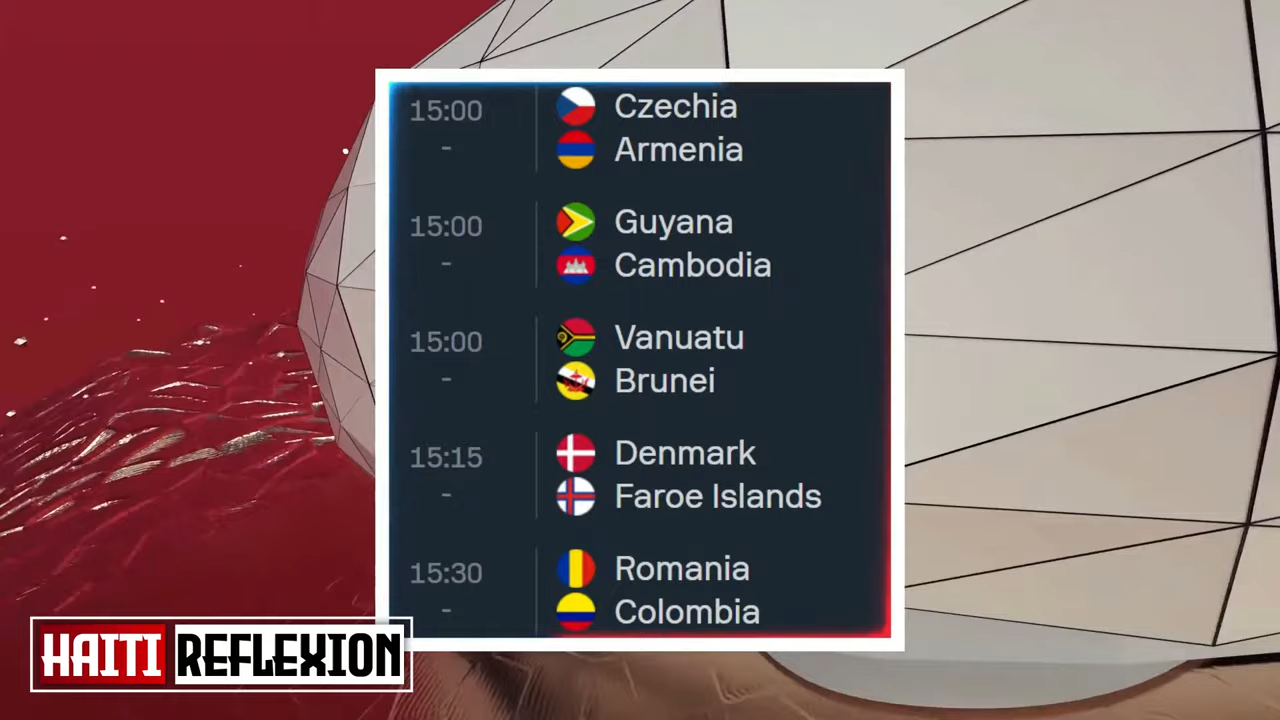 15:00 Czechia
- Armenia
15:00 Guyana
- Cambodia
15:00 Vanuatu
- Brunei
15:15 Denmark
- Faroe Islands
15:30 Romania
- Colombia
HAITI REFLEXION